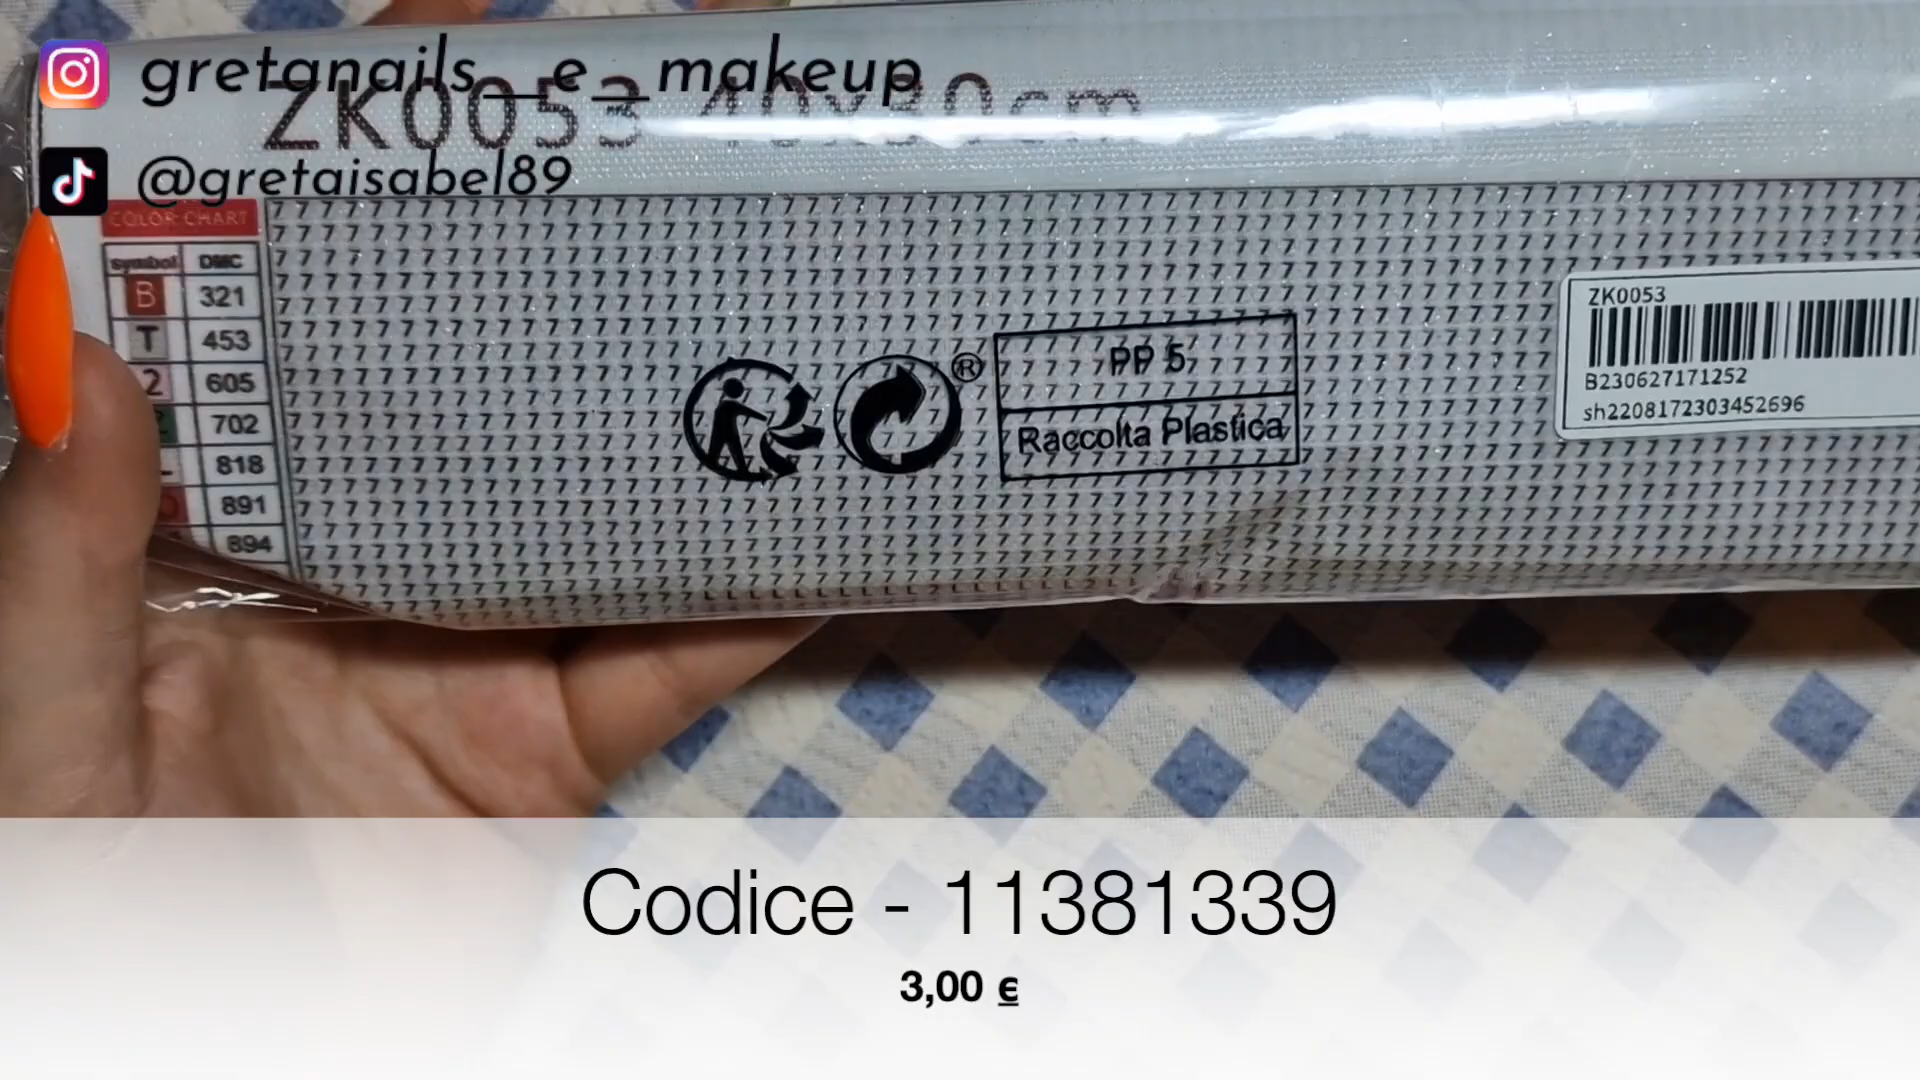 gretanails__e__makeup
ZK0053 40x30cm
@gretaisabel89
COLOR CHART
symbol DMC
B 321
T 453
2 605
702
818
891
894
PP 5
Raccolta Plastica
ZK0053
B230627171252
sh2208172303452696
Codice - 11381339
3,00 €